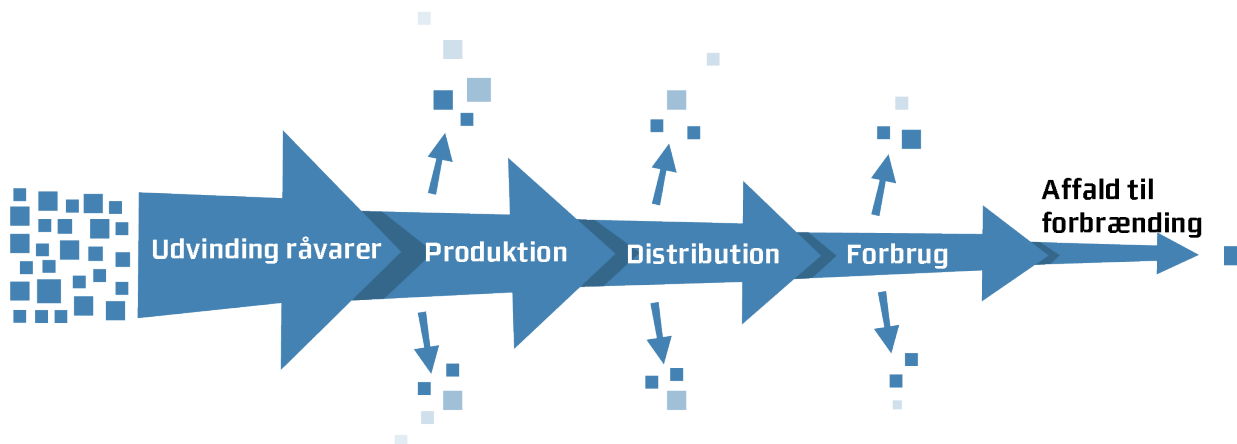 Udvinding råvarer
Produktion
Distribution
Forbrug
Affald til
forbrænding